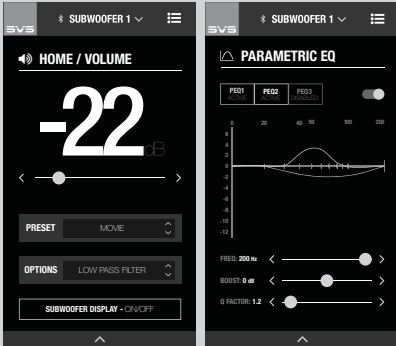 SVS
SUBWOOFER 1
HOME / VOLUME
-22 dB
PRESET MOVIE
OPTIONS LOW PASS FILTER
SUBWOOFER DISPLAY - ON/OFF
SVS
SUBWOOFER 1
PARAMETRIC EQ
PEQ1 PEQ2 PEQ3
ACTIVE ACTIVE DISABLED
0 20 40 50 100 200
6
4
2
0
-2
-4
-6
-8
-10
-12
FREQ: 200 Hz
BOOST: 0 dB
Q FACTOR: 1.2